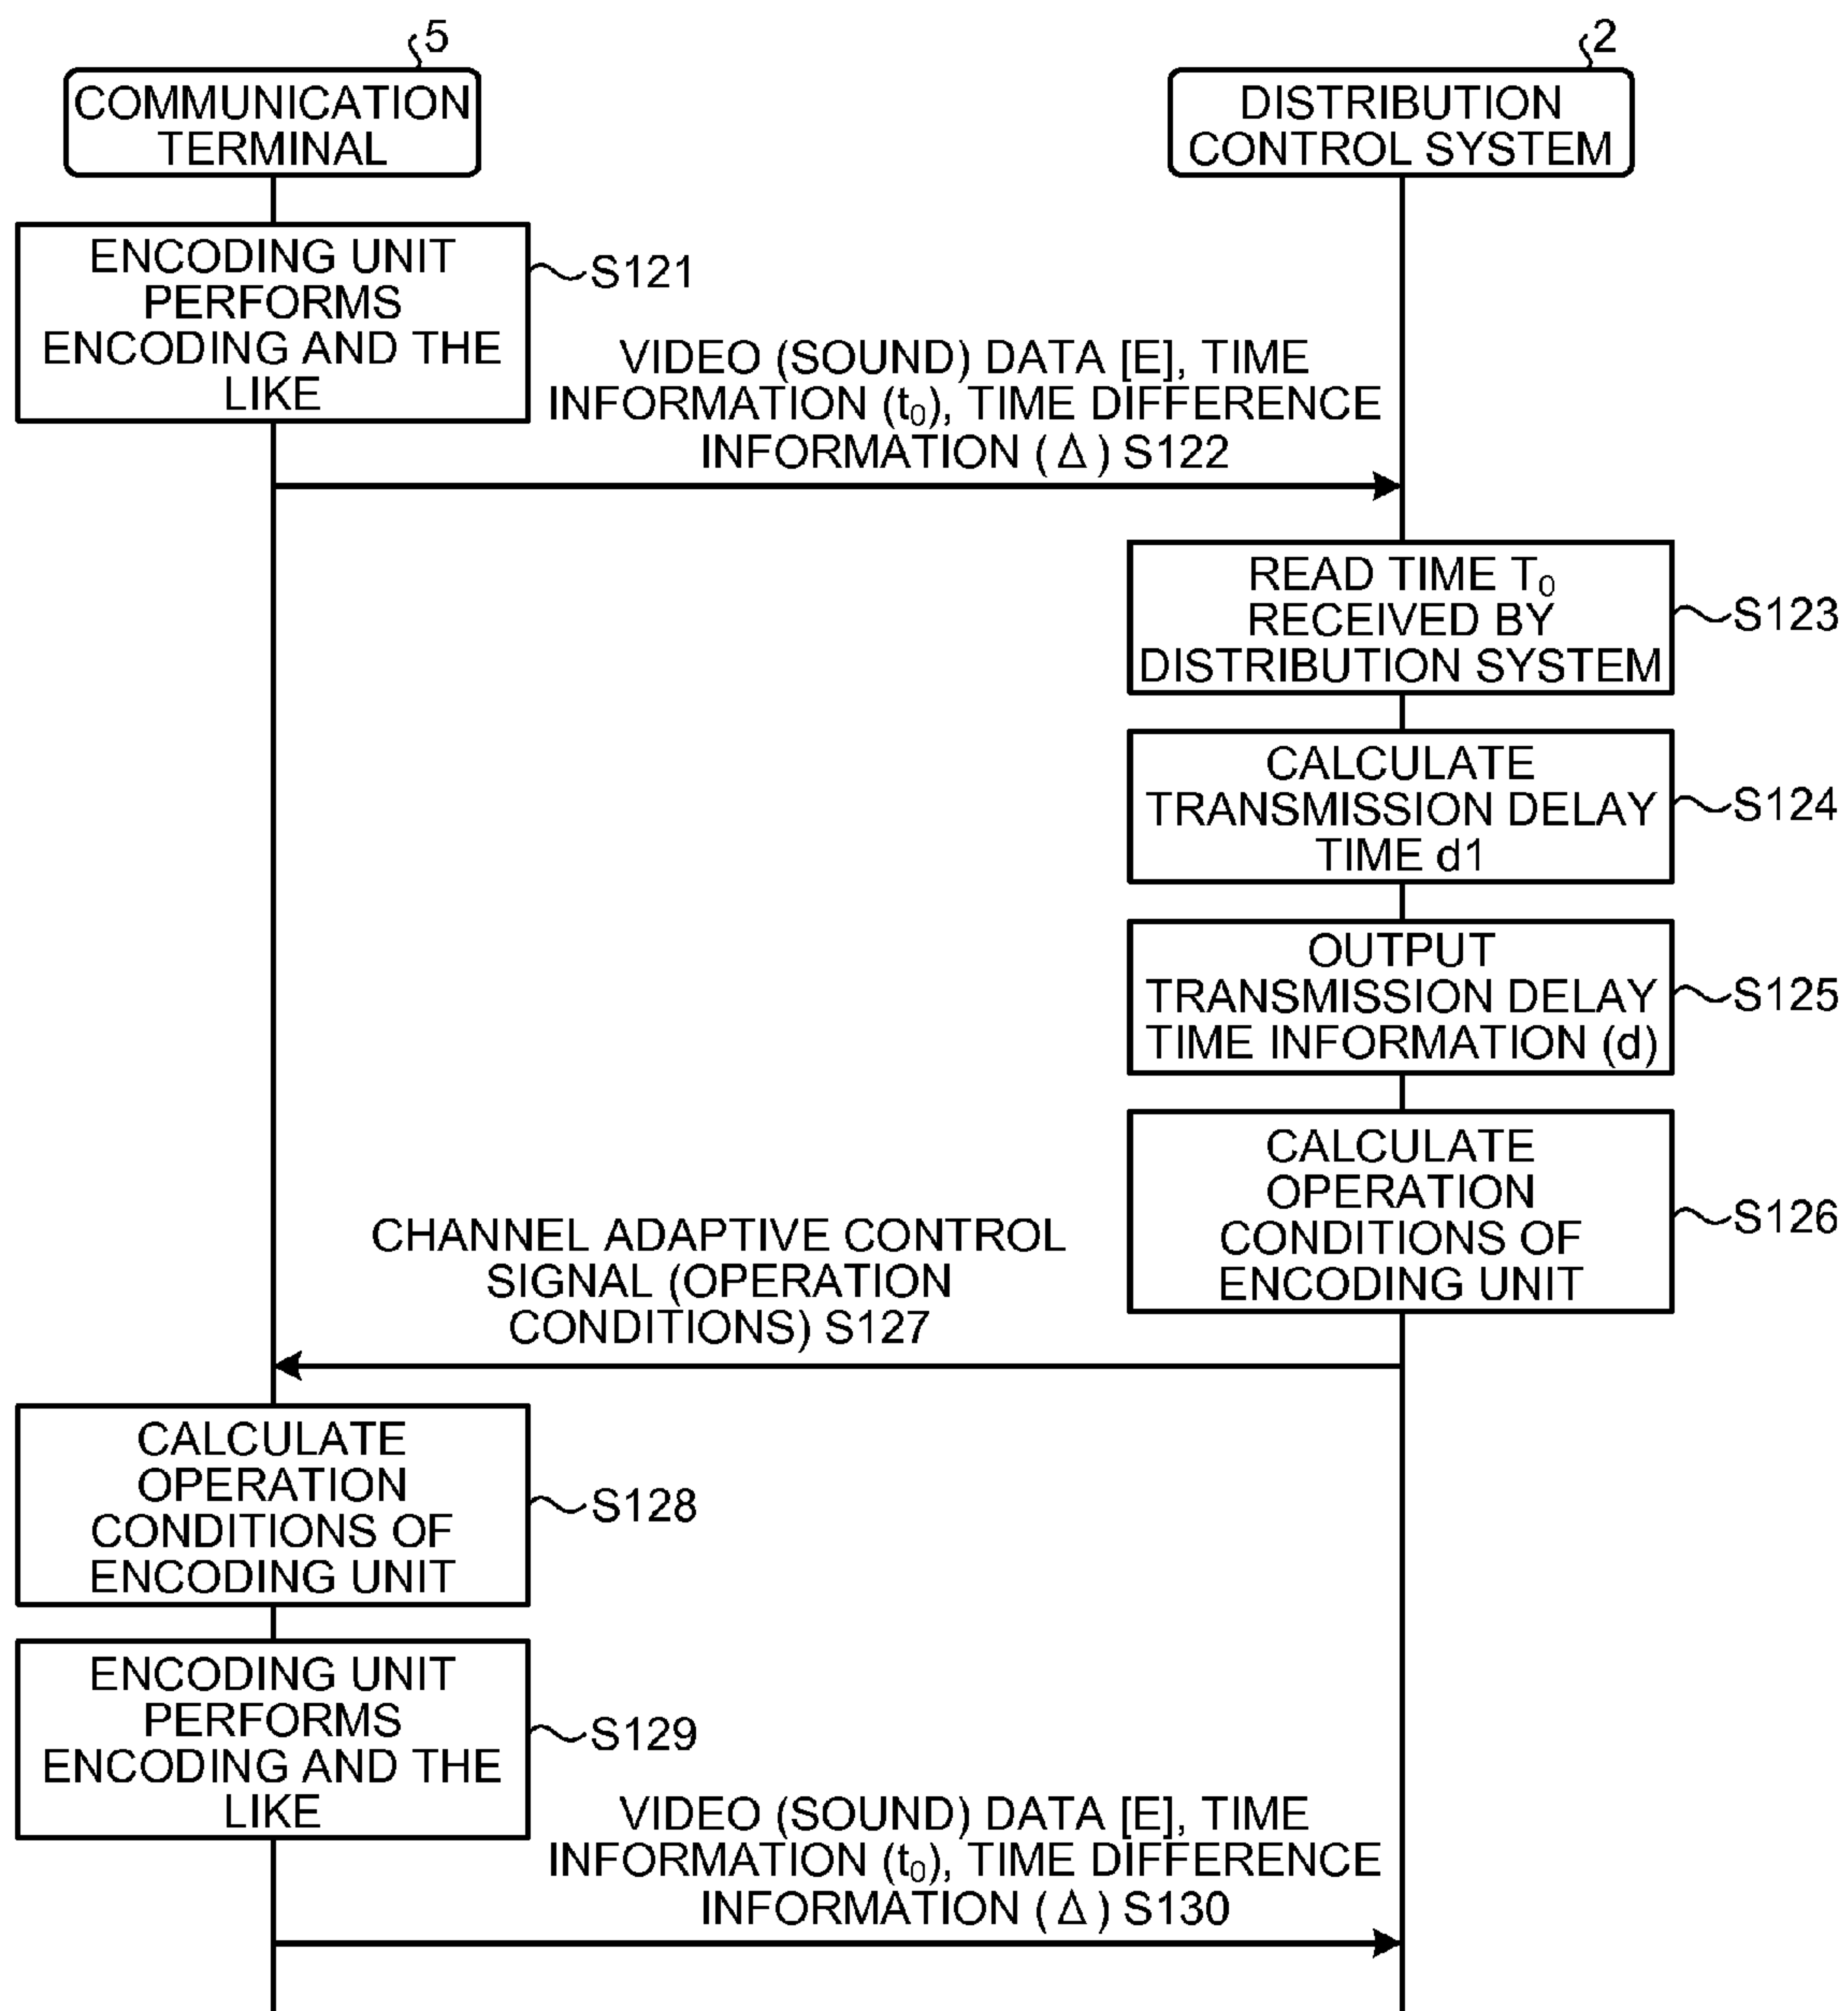 5
COMMUNICATION
TERMINAL
2
DISTRIBUTION
CONTROL SYSTEM
ENCODING UNIT
PERFORMS
ENCODING AND THE
LIKE
S121
VIDEO (SOUND) DATA [E], TIME
INFORMATION (t₀), TIME DIFFERENCE
INFORMATION (Δ) S122
READ TIME T₀
RECEIVED BY
DISTRIBUTION SYSTEM
S123
CALCULATE
TRANSMISSION DELAY
TIME d1
S124
OUTPUT
TRANSMISSION DELAY
TIME INFORMATION (d)
S125
CALCULATE
OPERATION
CONDITIONS OF
ENCODING UNIT
S126
CHANNEL ADAPTIVE CONTROL
SIGNAL (OPERATION
CONDITIONS) S127
CALCULATE
OPERATION
CONDITIONS OF
ENCODING UNIT
S128
ENCODING UNIT
PERFORMS
ENCODING AND THE
LIKE
S129
VIDEO (SOUND) DATA [E], TIME
INFORMATION (t₀), TIME DIFFERENCE
INFORMATION (Δ) S130